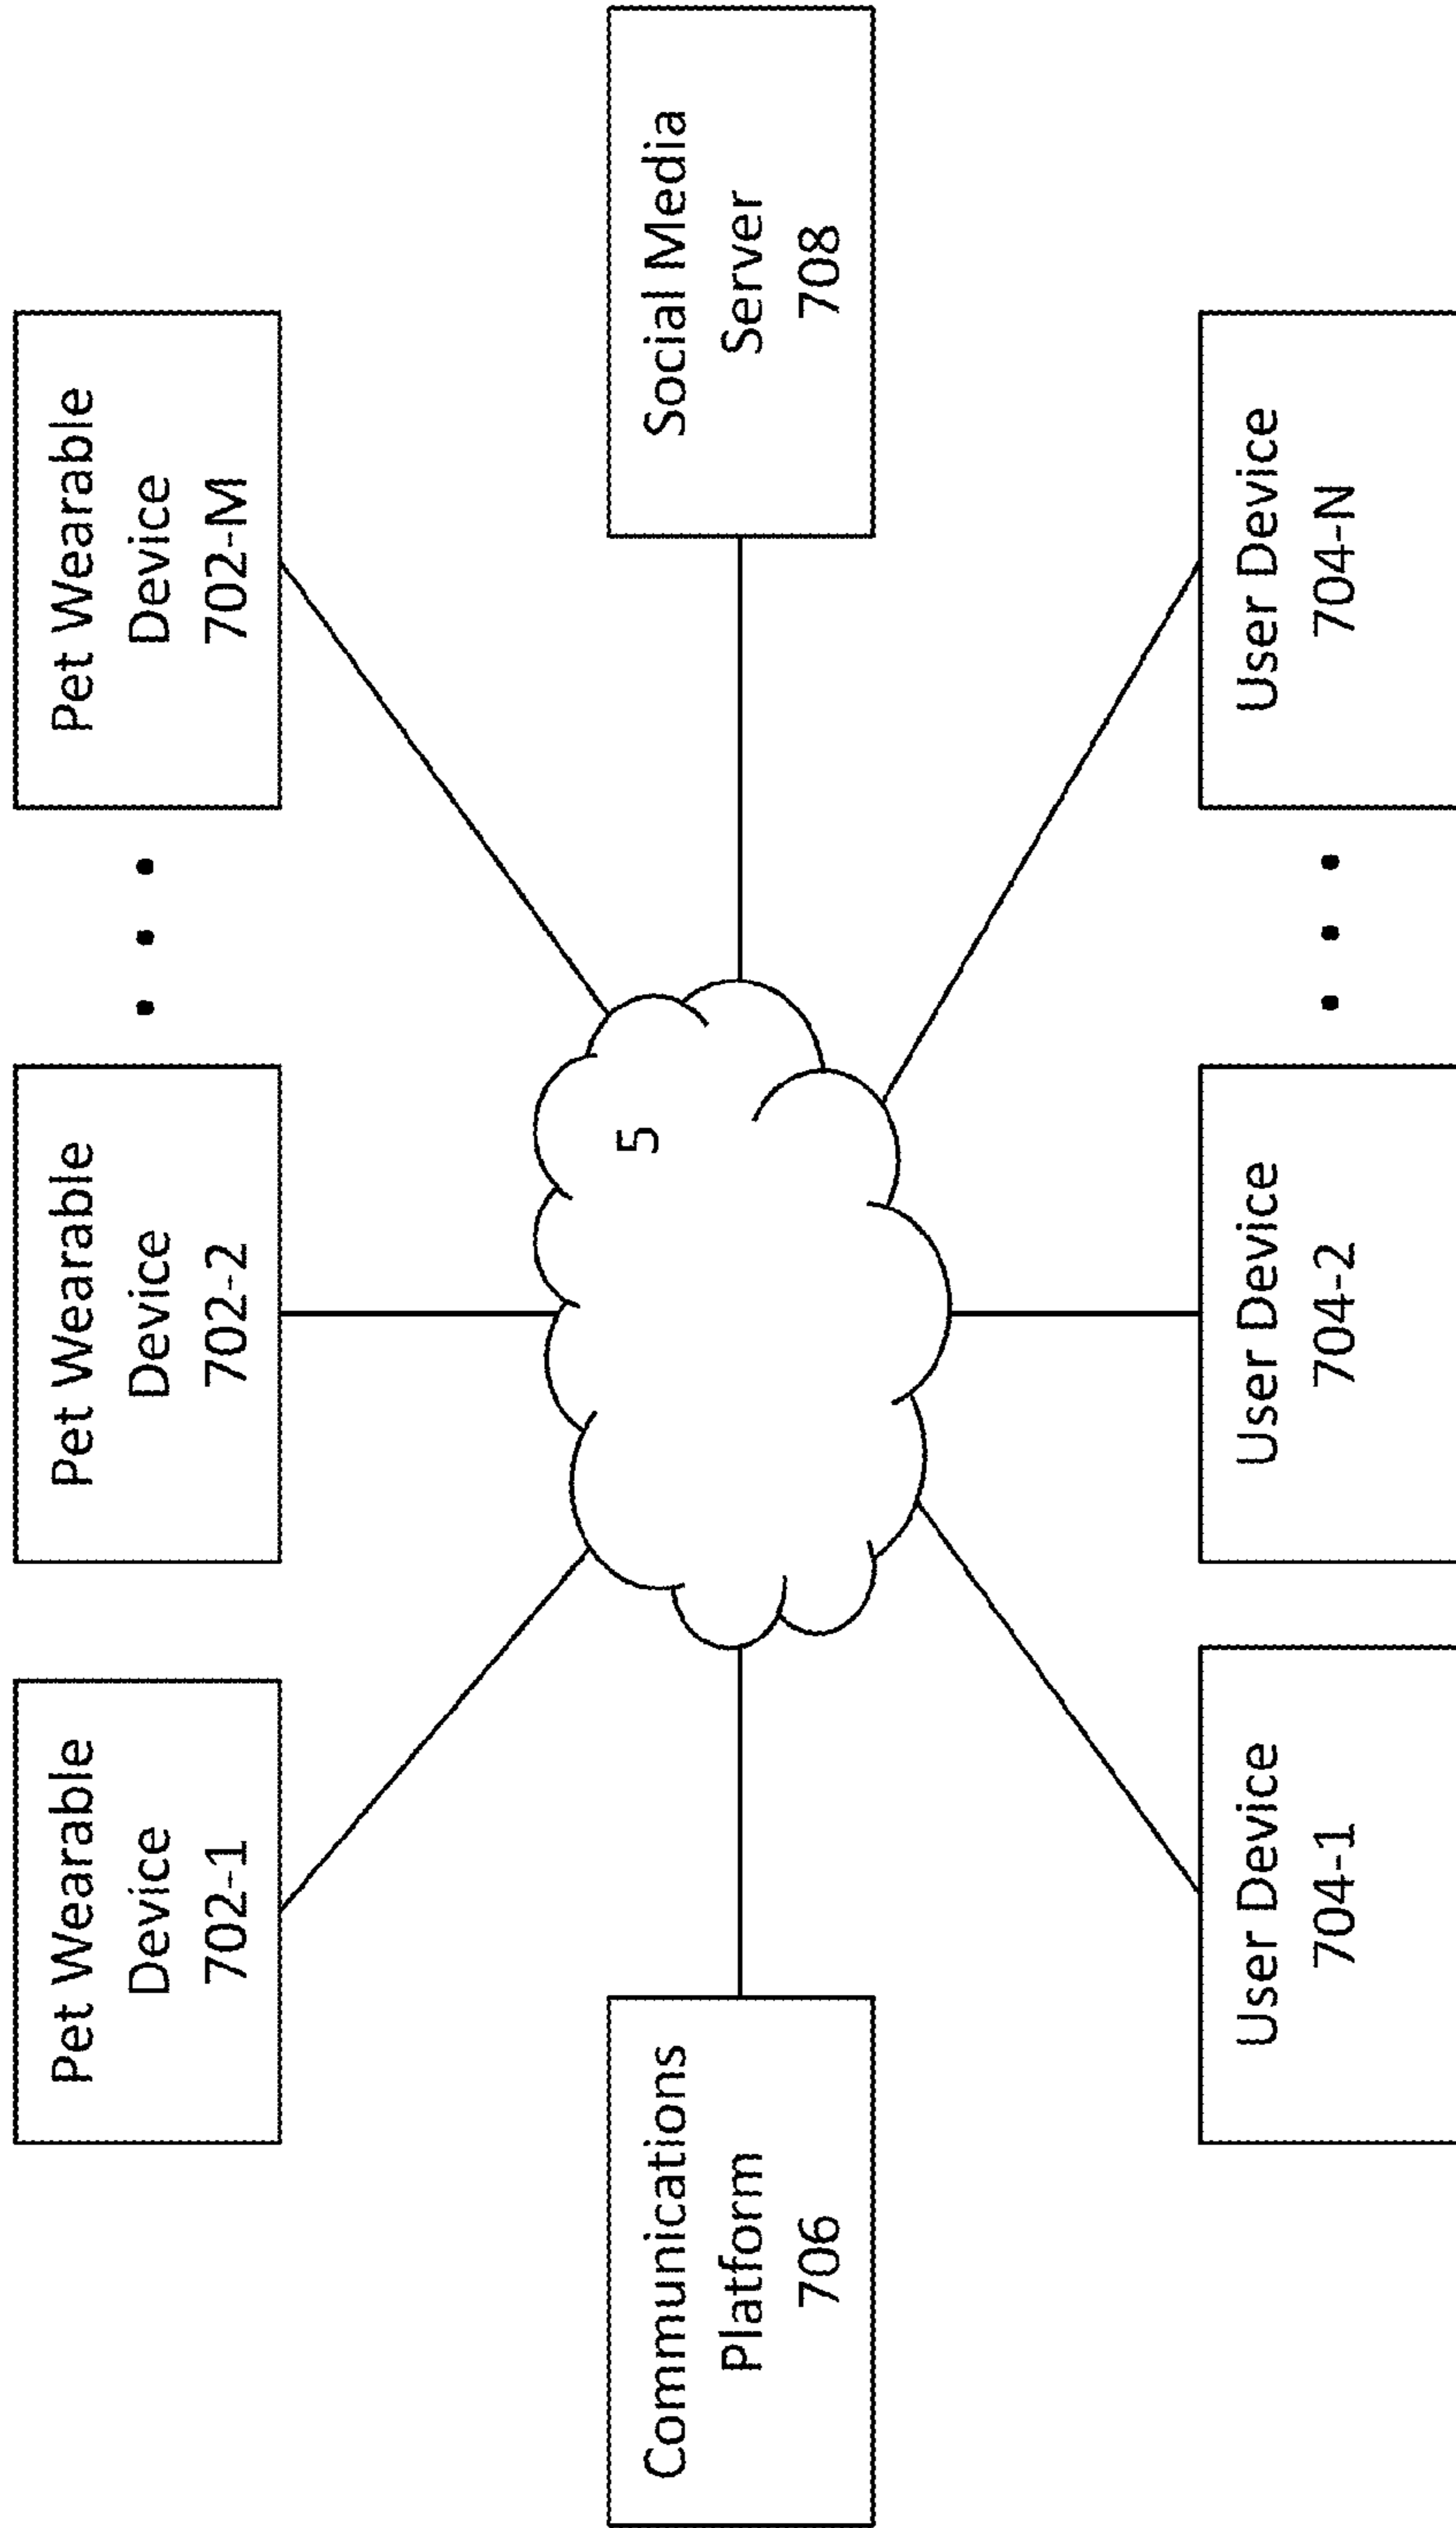 Pet Wearable
Device
702-1
Pet Wearable
Device
702-2
Pet Wearable
Device
702-M
Communications
Platform
706
5
Social Media
Server
708
User Device
704-1
User Device
704-2
User Device
704-N